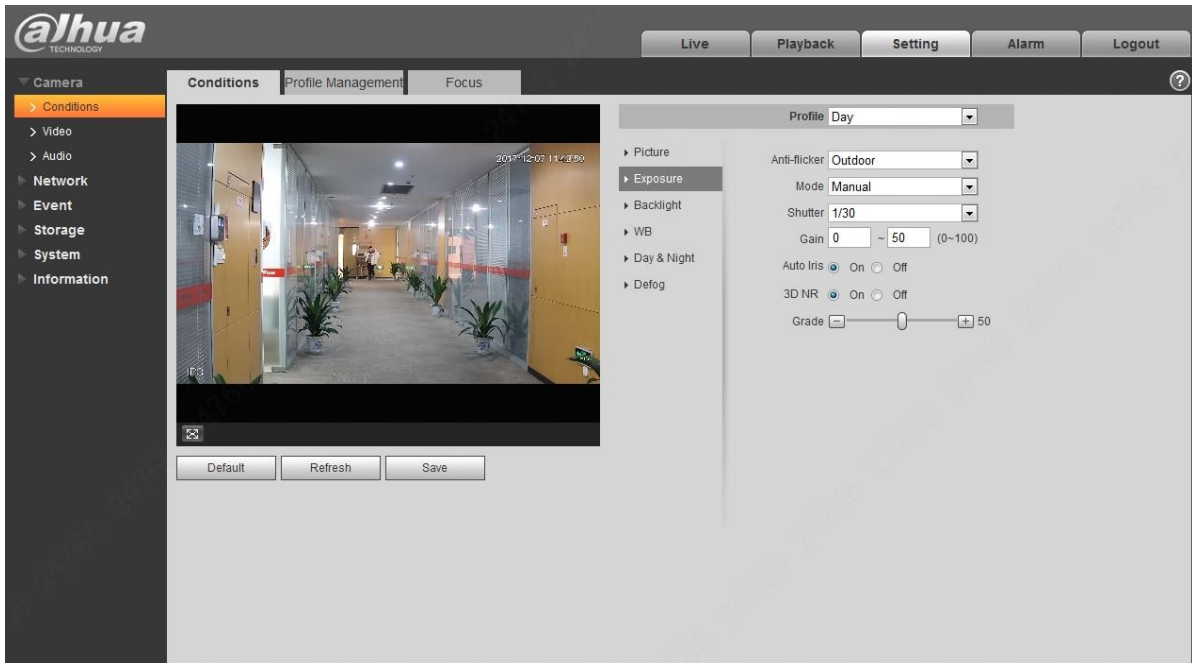 alhua
TECHNOLOGY
Live Playback Setting Alarm Logout
Camera
Conditions
Video
Audio
Network
Event
Storage
System
Information
Conditions Profile Management Focus
IPC
alhua
Default Refresh Save
Profile Day
Picture
Exposure
Backlight
WB
Day & Night
Defog
Anti-flicker Outdoor
Mode Manual
Shutter 1/30
Gain 0 ~ 50 (0~100)
Auto Iris On Off
3D NR On Off
Grade 50